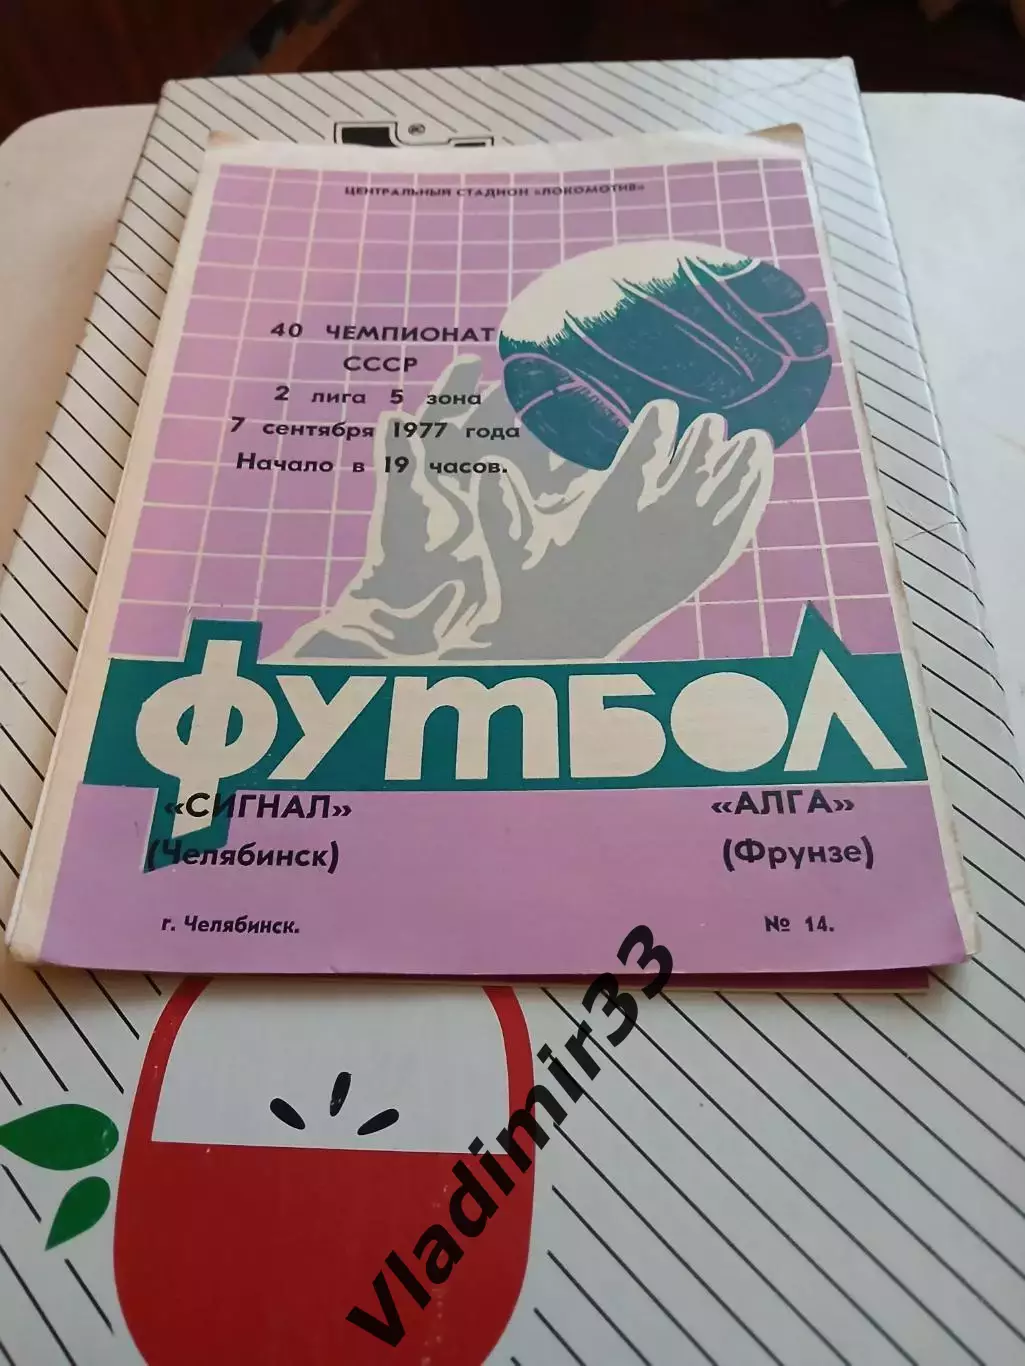 ®
ЦЕНТРАЛЬНЫЙ СТАДИОН «ЛОКОМОТИВ»
40 ЧЕМПИОНАТ
СССР
2 лига 5 зона
7 сентября 1977 года
Начало в 19 часов.
ФУТБОЛ
«СИГНАЛ» «АЛГА»
(Челябинск) (Фрунзе)
г. Челябинск. № 14.
Vladimir33